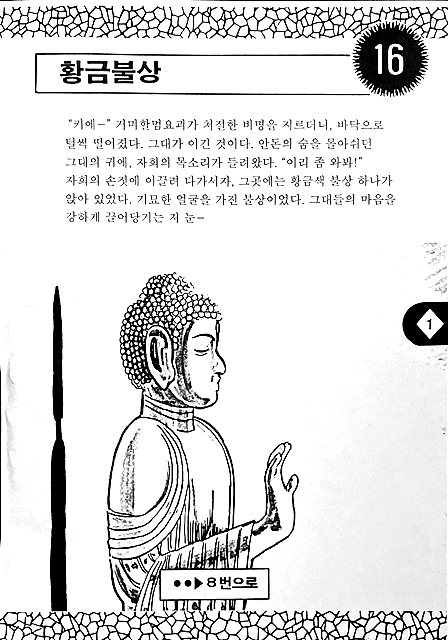 16
황금불상
“키에—” 거미할멈요괴가 처절한 비명을 지르더니, 바닥으로
털썩 떨어졌다. 그대가 이긴 것이다. 안돈의 숨을 몰아쉬던
그대의 귀에, 자희의 목소리가 들려왔다. “이리 좀 와봐!”
자희의 손짓에 이끌려 다가서자, 그곳에는 황금색 불상 하나가
앉아 있었다. 기묘한 얼굴을 가진 불상이었다. 그대들의 마음을
강하게 끌어당기는 저 눈—
1
••▶8번으로